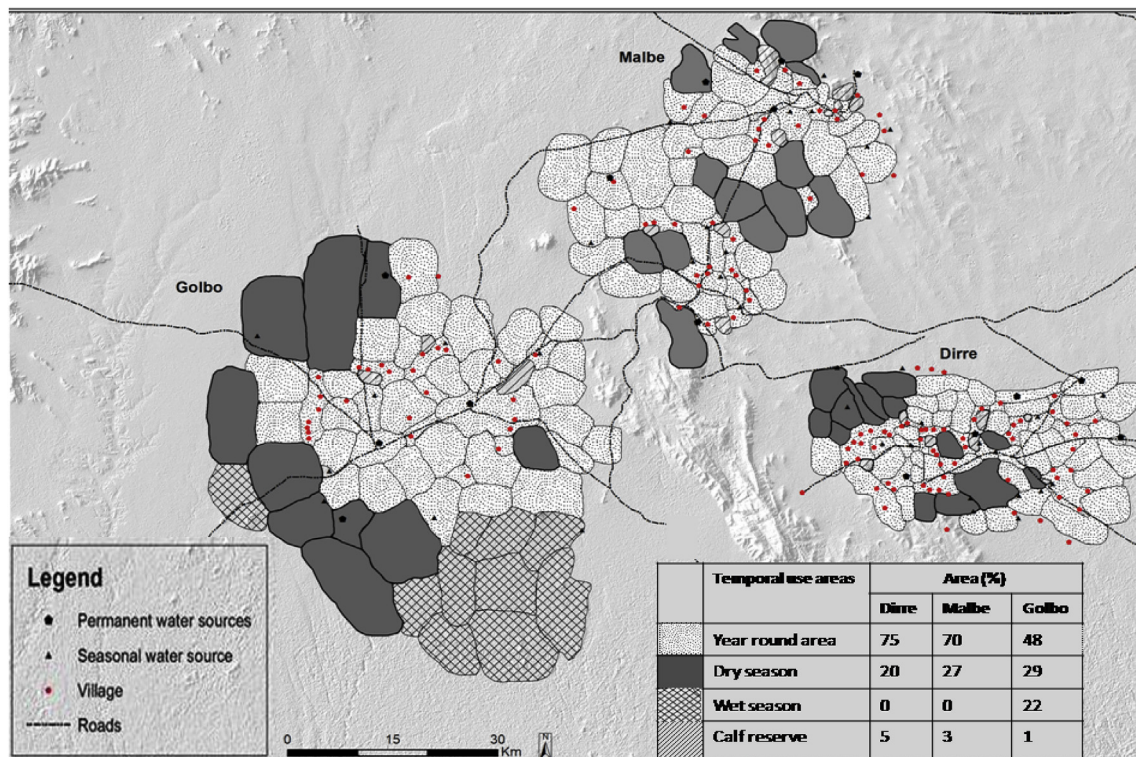 Malbe
Golbo
Dirre
Legend
Permanent water sources
Seasonal water source
Village
Roads
0 15 30
Km
N
Temporal use areas Area (%)
Dirre Malbe Golbo
Year round area 75 70 48
Dry season 20 27 29
Wet season 0 0 22
Calf reserve 5 3 1